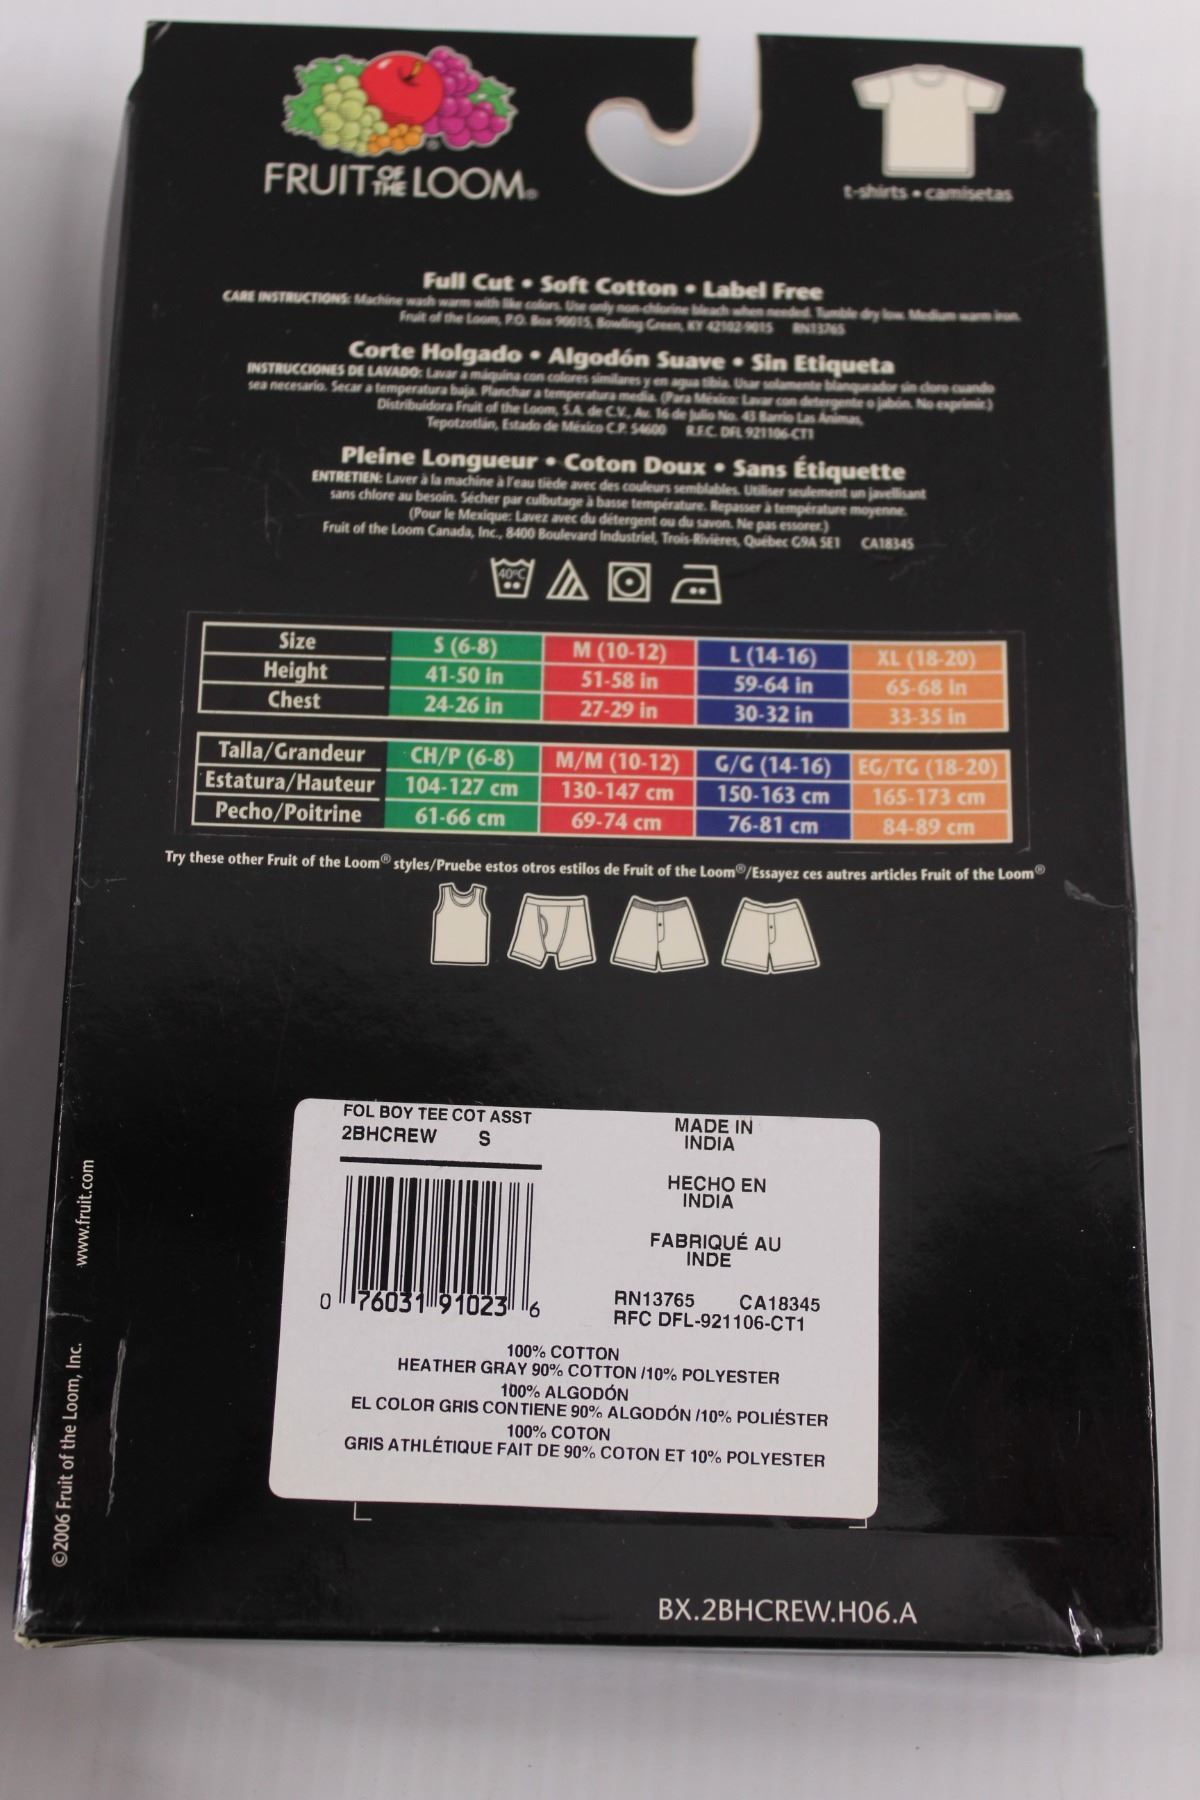 FRUIT OF THE LOOM®
t-shirts • camisetas
Full Cut • Soft Cotton • Label Free
CARE INSTRUCTIONS: Machine wash warm with like colors. Use only non-chlorine bleach when needed. Tumble dry low. Medium warm iron.
Fruit of the Loom, P.O. Box 90015, Bowling Green, KY 42102-9015 RN13765
Corte Holgado • Algodón Suave • Sin Etiqueta
INSTRUCCIONES DE LAVADO: Lavar a máquina con colores similares y en agua tibia. Usar solamente blanqueador sin cloro cuando
sea necesario. Secar a temperatura baja. Planchar a temperatura media. (Para México: Lavar con detergente o jabón. No exprimir.)
Distribuidora Fruit of the Loom, S.A. de C.V., Av. 16 de Julio No. 43 Barrio Las Ánimas,
Tepotzotlán, Estado de México C.P. 54600 R.F.C. DFL 921106-CT1
Pleine Longueur • Coton Doux • Sans Étiquette
ENTRETIEN: Laver à la machine à l'eau tiède avec des couleurs semblables. Utiliser seulement un javellisant
sans chlore au besoin. Sécher par culbutage à basse température. Repasser à température moyenne.
(Pour le Mexique: Lavez avec du détergent ou du savon. Ne pas essorer.)
Fruit of the Loom Canada, Inc., 8400 Boulevard Industriel, Trois-Rivières, Québec G9A 5E1 CA18345
40°C
Size S (6-8) M (10-12) L (14-16) XL (18-20)
Height 41-50 in 51-58 in 59-64 in 65-68 in
Chest 24-26 in 27-29 in 30-32 in 33-35 in
Talla/Grandeur CH/P (6-8) M/M (10-12) G/G (14-16) EG/TG (18-20)
Estatura/Hauteur 104-127 cm 130-147 cm 150-163 cm 165-173 cm
Pecho/Poitrine 61-66 cm 69-74 cm 76-81 cm 84-89 cm
Try these other Fruit of the Loom® styles/Pruebe estos otros estilos de Fruit of the Loom®/Essayez ces autres articles Fruit of the Loom®
FOL BOY TEE COT ASST
2BHCREW S
0 76031 91023 6
MADE IN
INDIA
HECHO EN
INDIA
FABRIQUÉ AU
INDE
RN13765 CA18345
RFC DFL-921106-CT1
100% COTTON
HEATHER GRAY 90% COTTON /10% POLYESTER
100% ALGODÓN
EL COLOR GRIS CONTIENE 90% ALGODÓN /10% POLIÉSTER
100% COTON
GRIS ATHLÉTIQUE FAIT DE 90% COTON ET 10% POLYESTER
BX.2BHCREW.H06.A
©2006 Fruit of the Loom, Inc. www.fruit.com